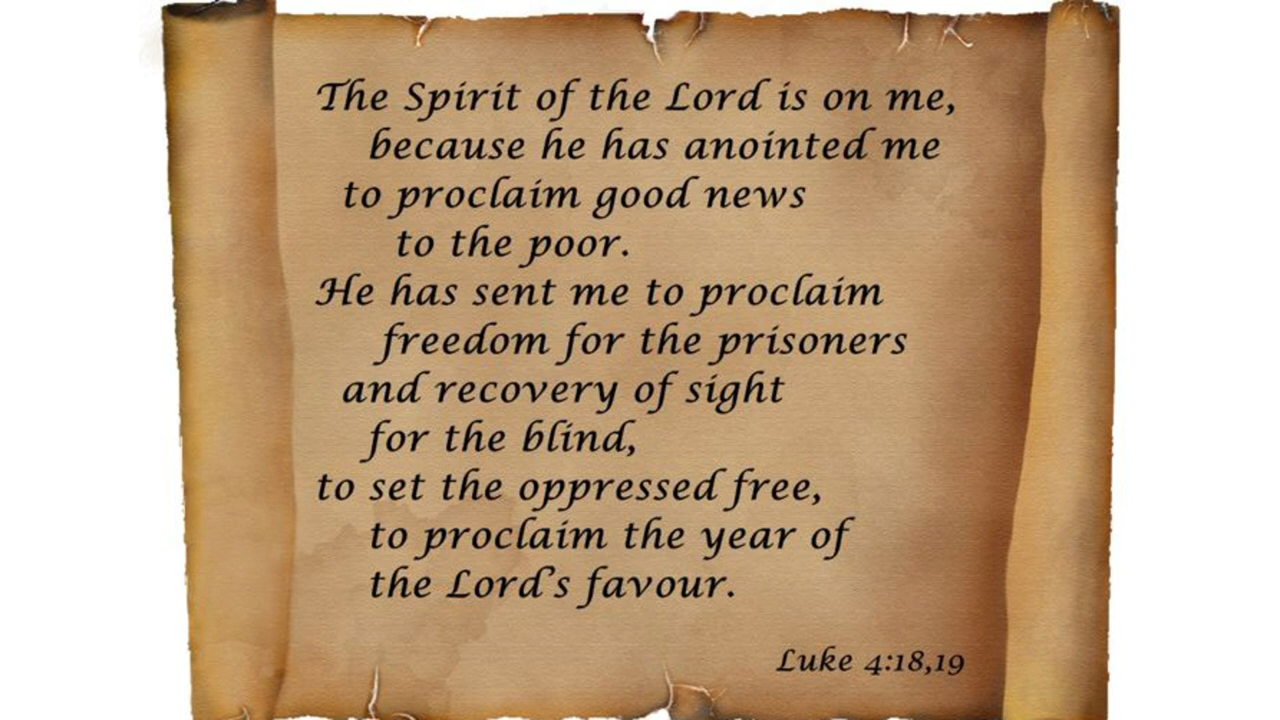 The Spirit of the Lord is on me,
because he has anointed me
to proclaim good news
to the poor.
He has sent me to proclaim
freedom for the prisoners
and recovery of sight
for the blind,
to set the oppressed free,
to proclaim the year of
the Lord’s favour.
Luke 4:18,19